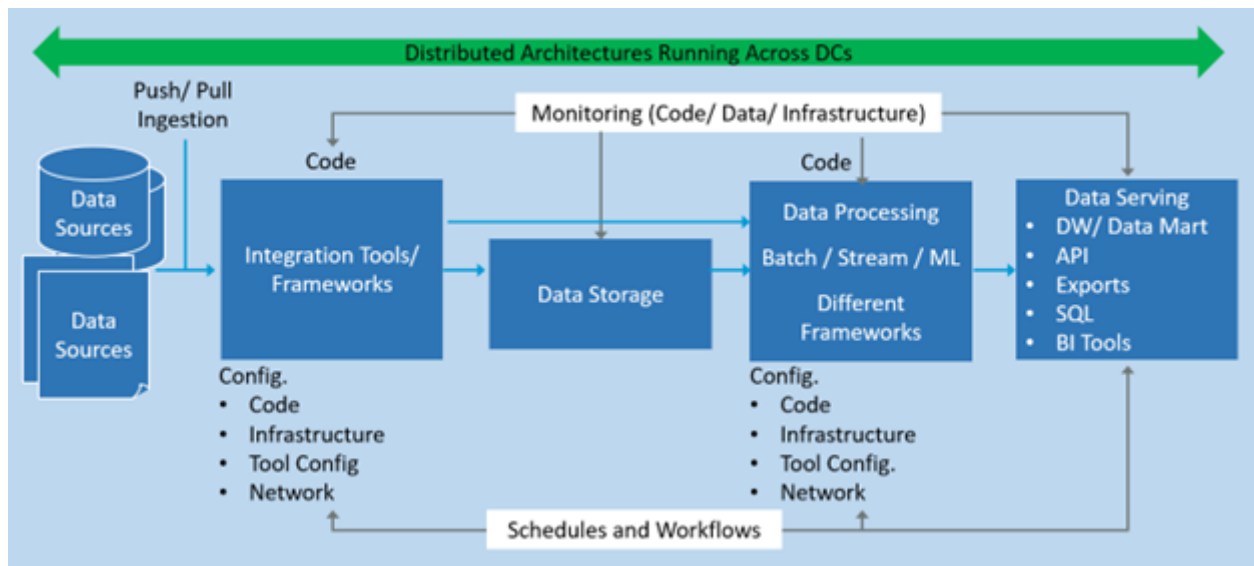 Distributed Architectures Running Across DCs
Push/ Pull
Ingestion
Monitoring (Code/ Data/ Infrastructure)
Code
Code
Data
Sources
Data
Sources
Integration Tools/
Frameworks
Data Storage
Data Processing
Batch / Stream / ML
Different
Frameworks
Data Serving
• DW/ Data Mart
• API
• Exports
• SQL
• BI Tools
Config.
• Code
• Infrastructure
• Tool Config
• Network
Config.
• Code
• Infrastructure
• Tool Config.
• Network
Schedules and Workflows